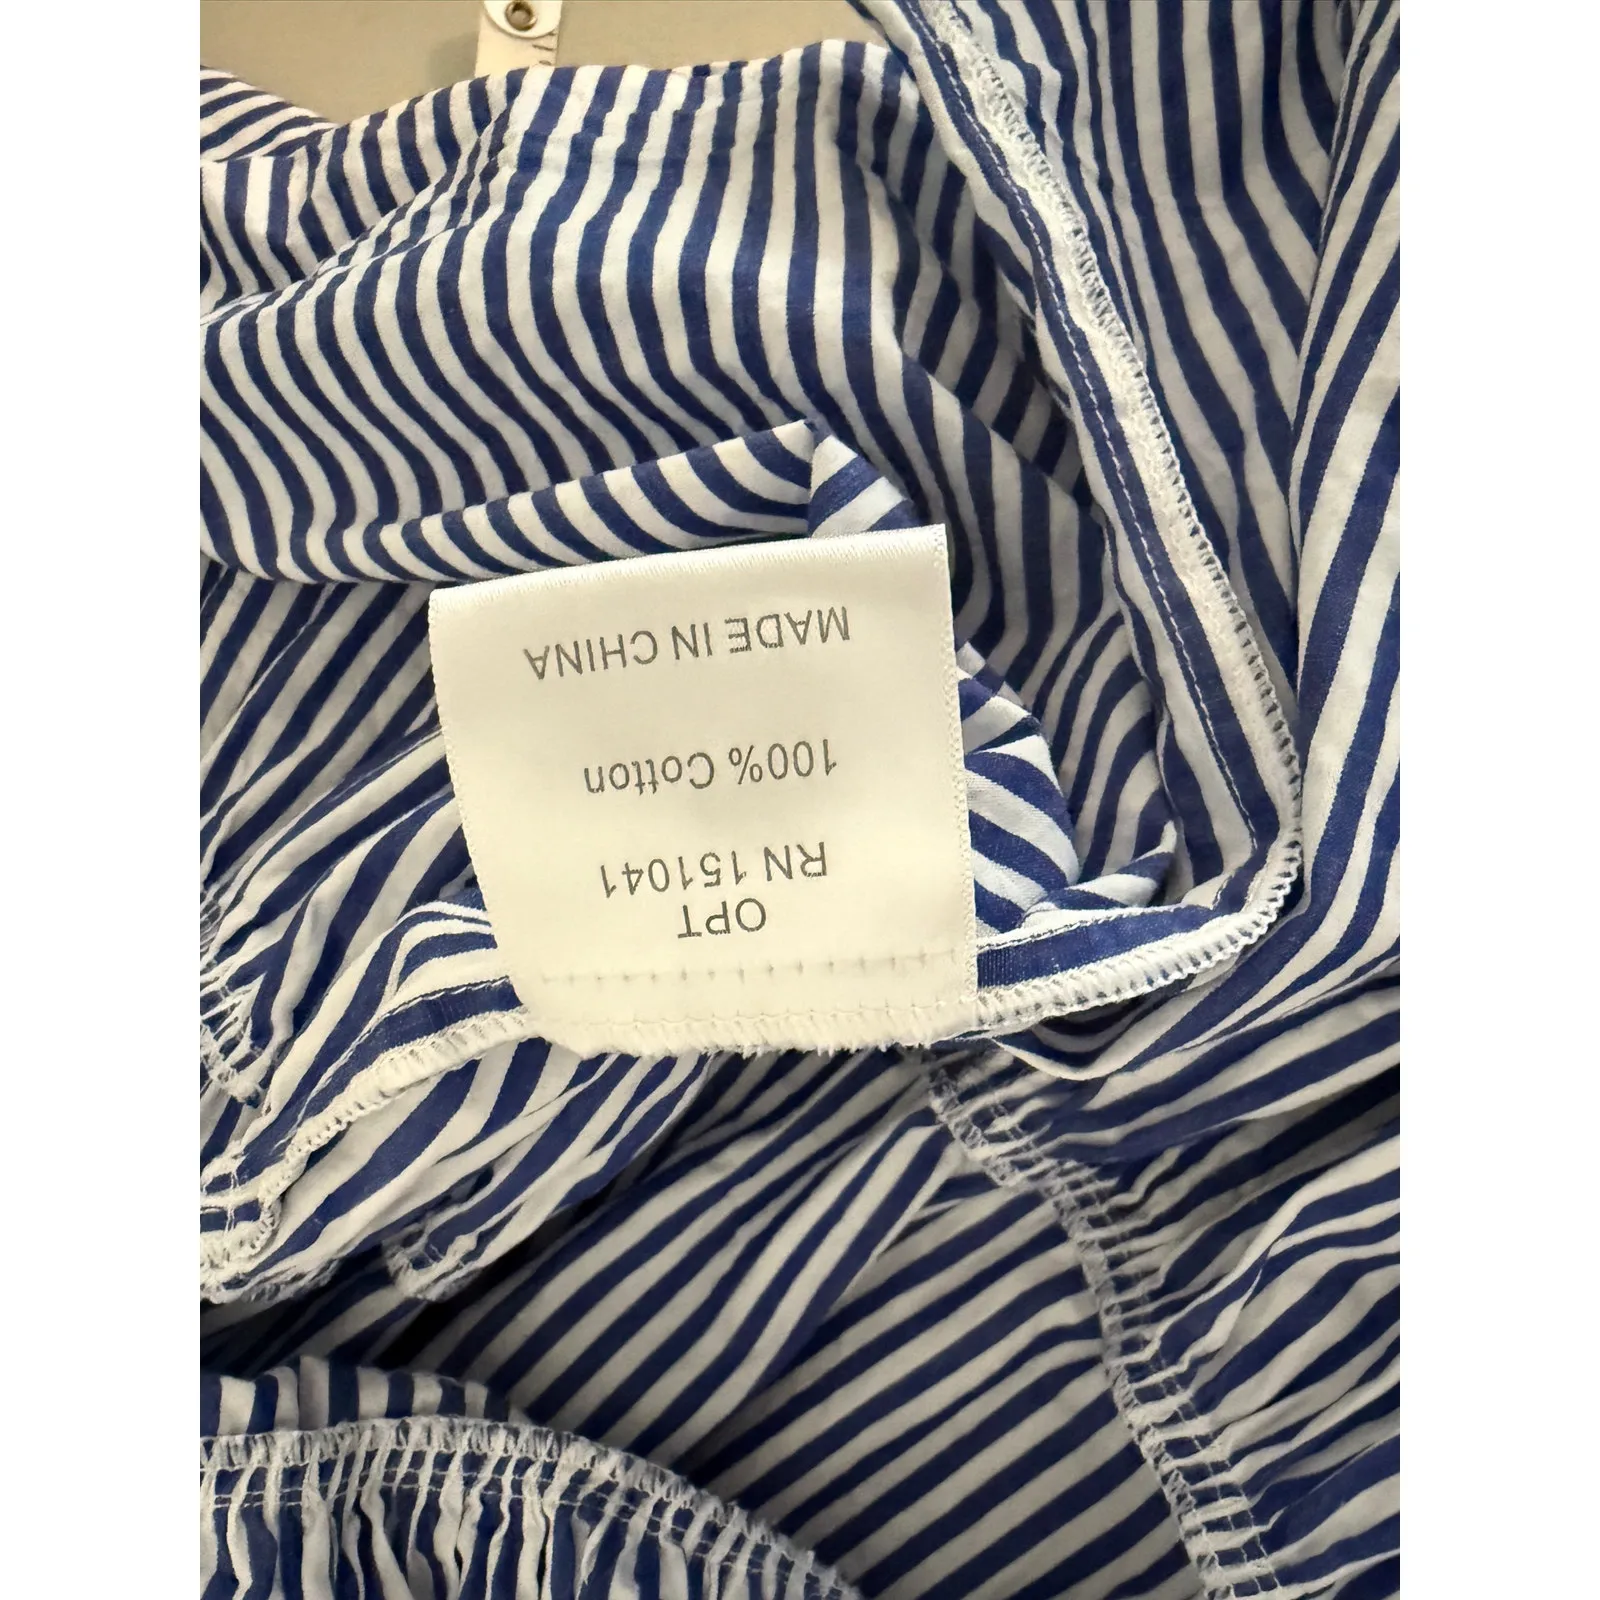 OPT
RN 151041
100% Cotton
MADE IN CHINA